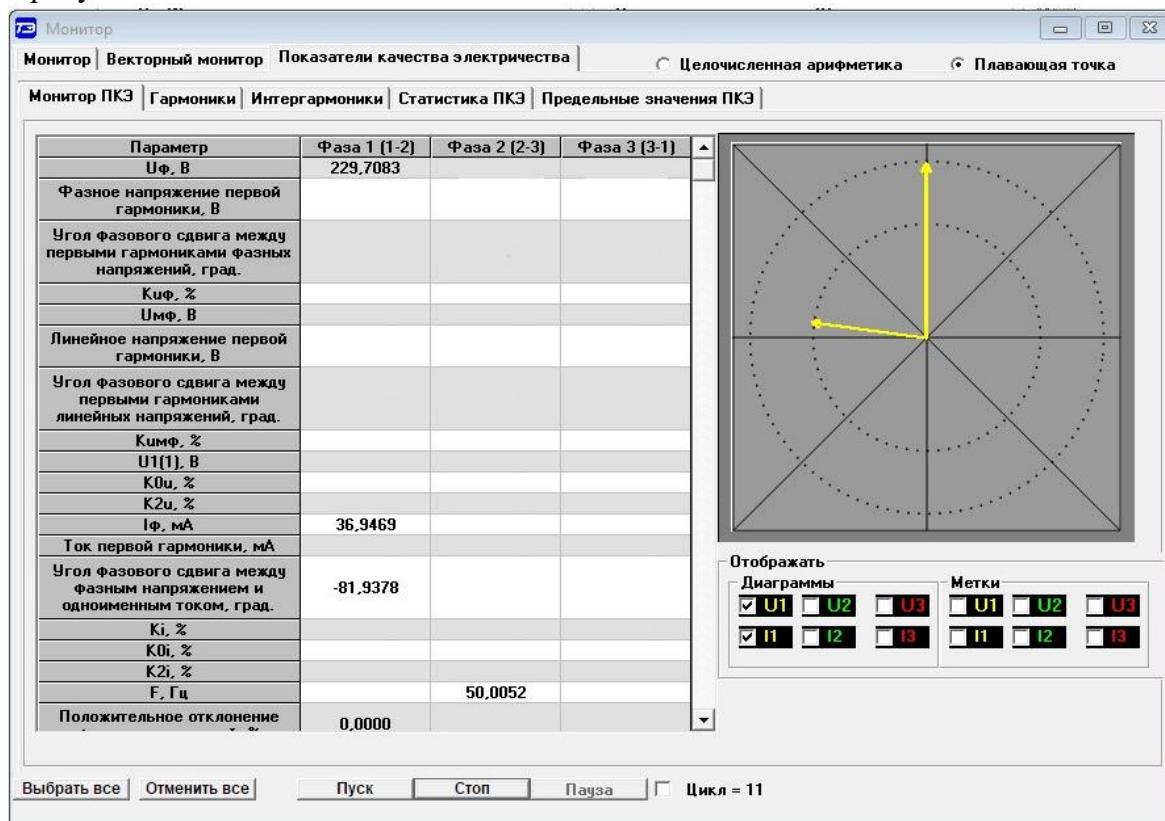 ТЭ Монитор
Монитор Векторный монитор Показатели качества электричества Целочисленная арифметика Плавающая точка
Монитор ПКЭ Гармоники Интергармоники Статистика ПКЭ Предельные значения ПКЭ
Параметр Фаза 1 (1-2) Фаза 2 (2-3) Фаза 3 (3-1)
Uф, В 229,7083
Фазное напряжение первой
гармоники, В
Угол фазового сдвига между
первыми гармониками фазных
напряжений, град.
Kuф, %
Uмф, В
Линейное напряжение первой
гармоники, В
Угол фазового сдвига между
первыми гармониками
линейных напряжений, град.
Kuмф, %
U1(1), В
K0u, %
K2u, %
Iф, мА 36,9469
Ток первой гармоники, мА
Угол фазового сдвига между
фазным напряжением и
одноименным током, град.
-81,9378
Ki, %
K0i, %
K2i, %
F, Гц 50,0052
Положительное отклонение
0,0000
Отображать
Диаграммы
U1 U2 U3
I1 I2 I3
Метки
U1 U2 U3
I1 I2 I3
Выбрать все Отменить все Пуск Стоп Пауза Цикл = 11